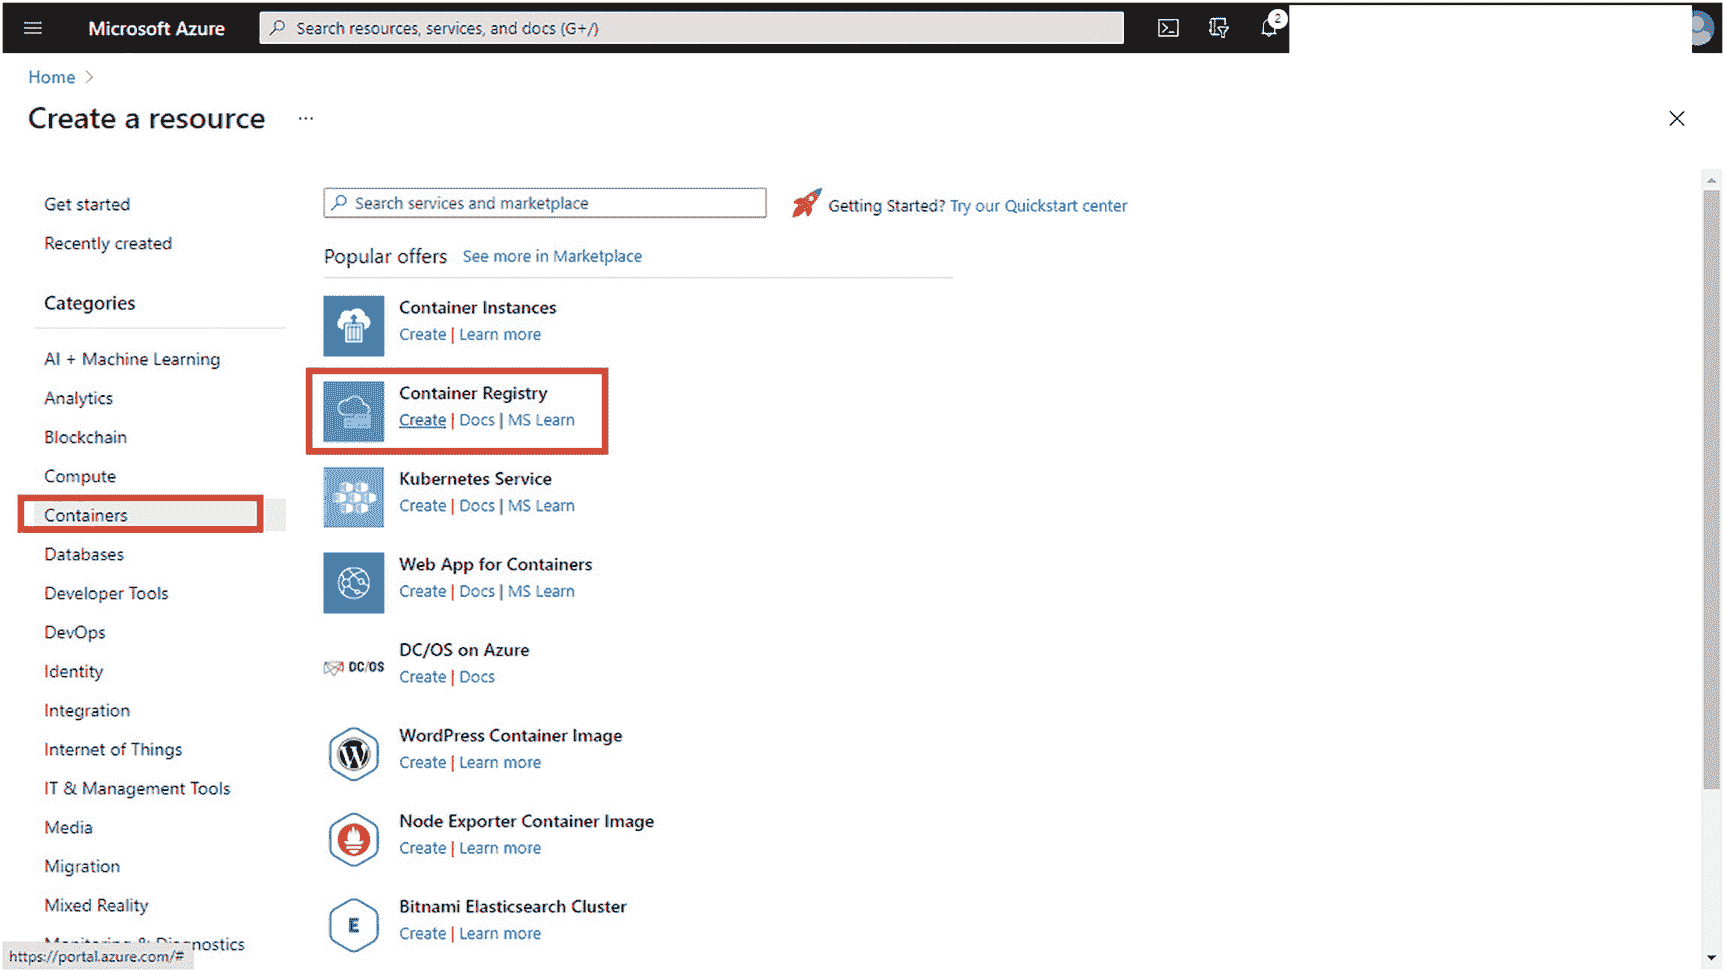 Microsoft Azure
Search resources, services, and docs (G+/)
2
Home
Create a resource
...
Get started
Recently created
Categories
AI + Machine Learning
Analytics
Blockchain
Compute
Containers
Databases
Developer Tools
DevOps
Identity
Integration
Internet of Things
IT & Management Tools
Media
Migration
Mixed Reality
Monitoring & Diagnostics
https://portal.azure.com/#
Search services and marketplace
Getting Started? Try our Quickstart center
Popular offers See more in Marketplace
Container Instances
Create | Learn more
Container Registry
Create | Docs | MS Learn
Kubernetes Service
Create | Docs | MS Learn
Web App for Containers
Create | Docs | MS Learn
DC/OS
DC/OS on Azure
Create | Docs
WordPress Container Image
Create | Learn more
Node Exporter Container Image
Create | Learn more
E
Bitnami Elasticsearch Cluster
Create | Learn more